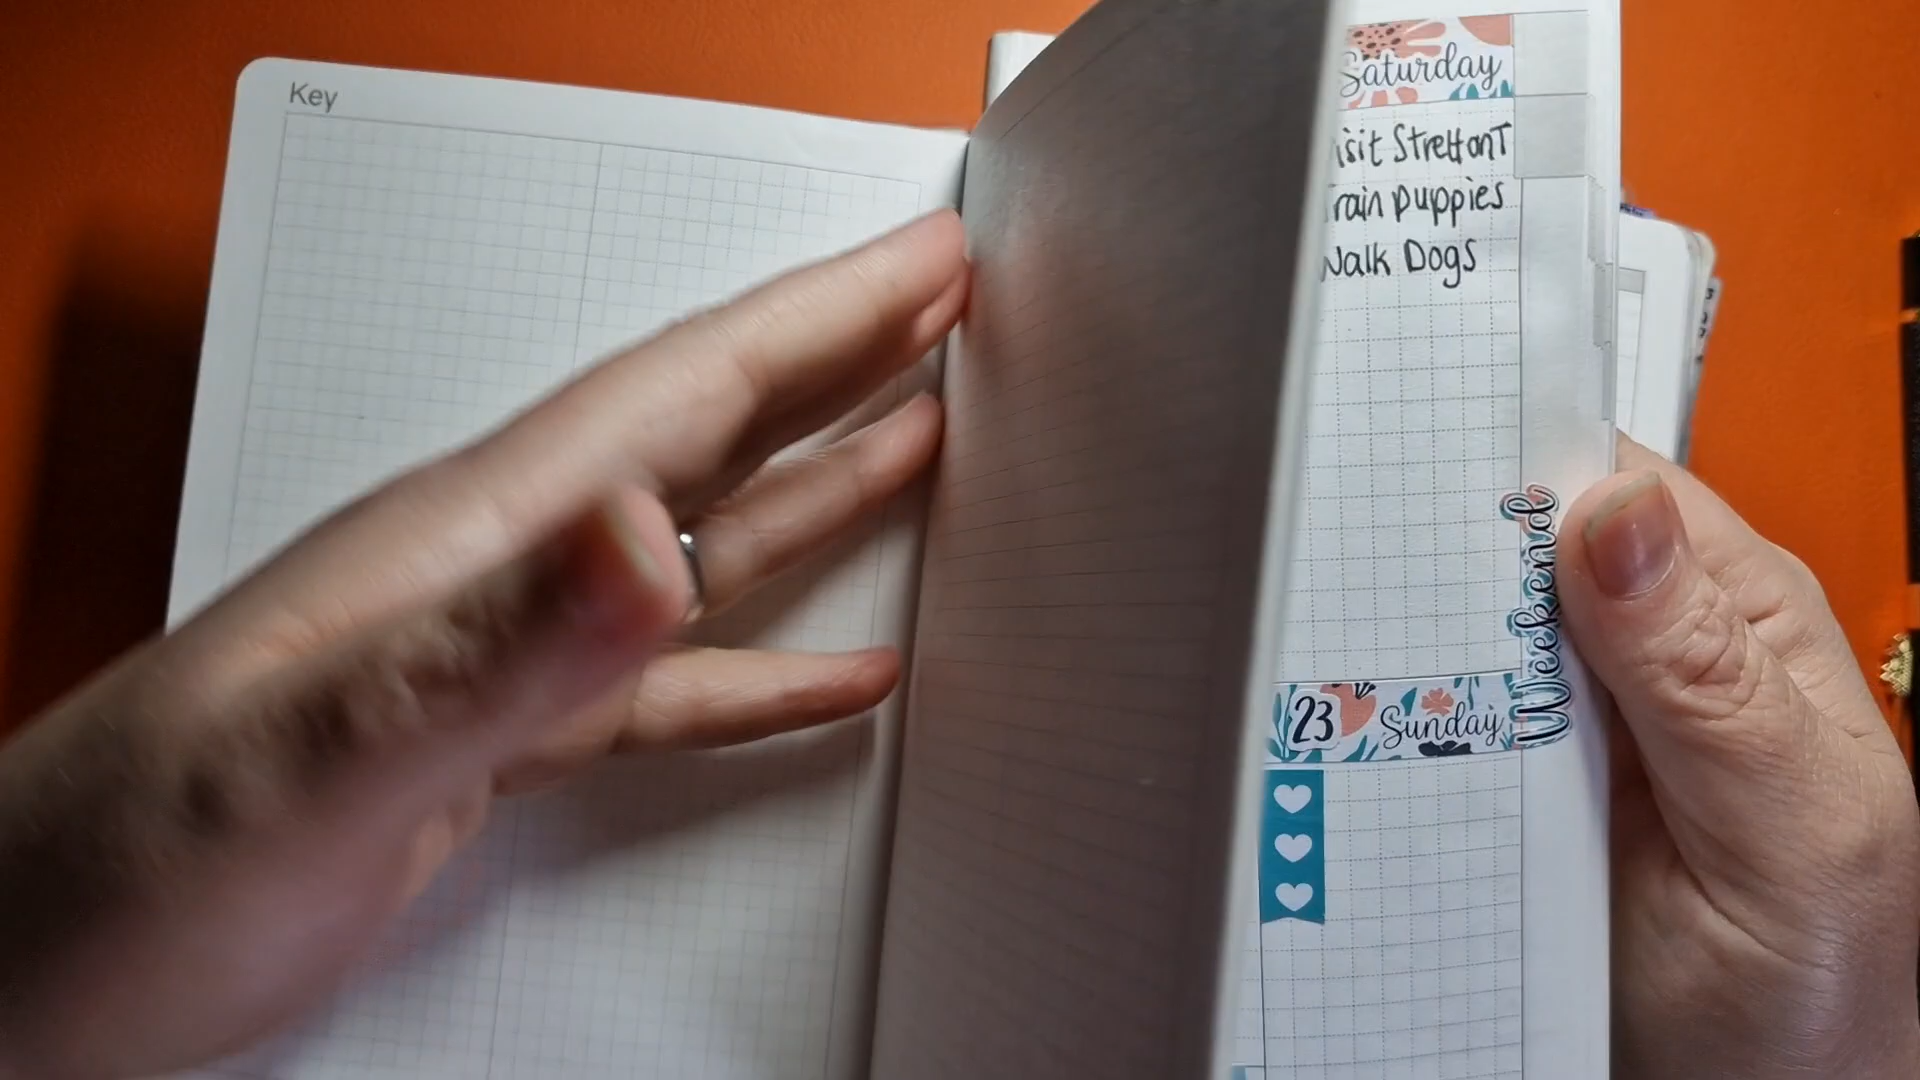 Key
Saturday
isit StrettonT
rain puppies
Walk Dogs
Weekend
23 Sunday